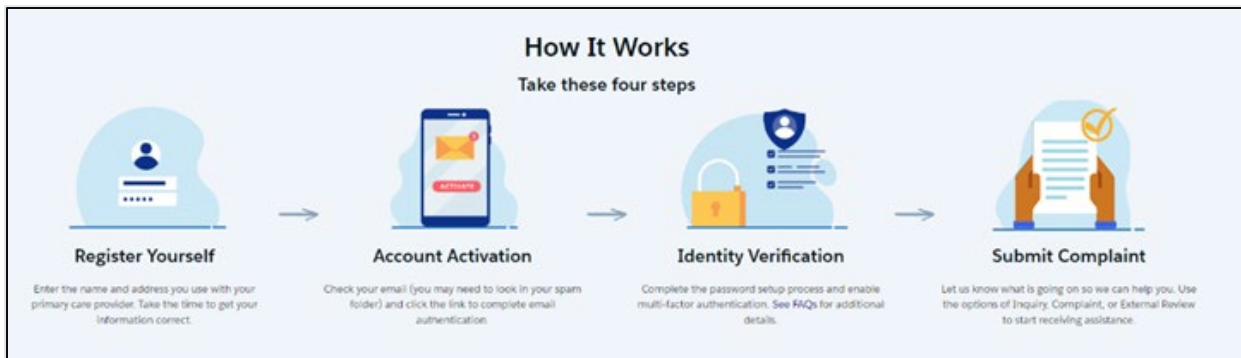 How It Works
Take these four steps
ACTIVATE
Register Yourself
Enter the name and address you use with your
primary care provider. Take the time to get your
information correct.
Account Activation
Check your email (you may need to look in your spam
folder) and click the link to complete email
authentication.
Identity Verification
Complete the password setup process and enable
multi-factor authentication. See FAQs for additional
details.
Submit Complaint
Let us know what is going on so we can help you. Use
the options of Inquiry, Complaint, or External Review
to start receiving assistance.